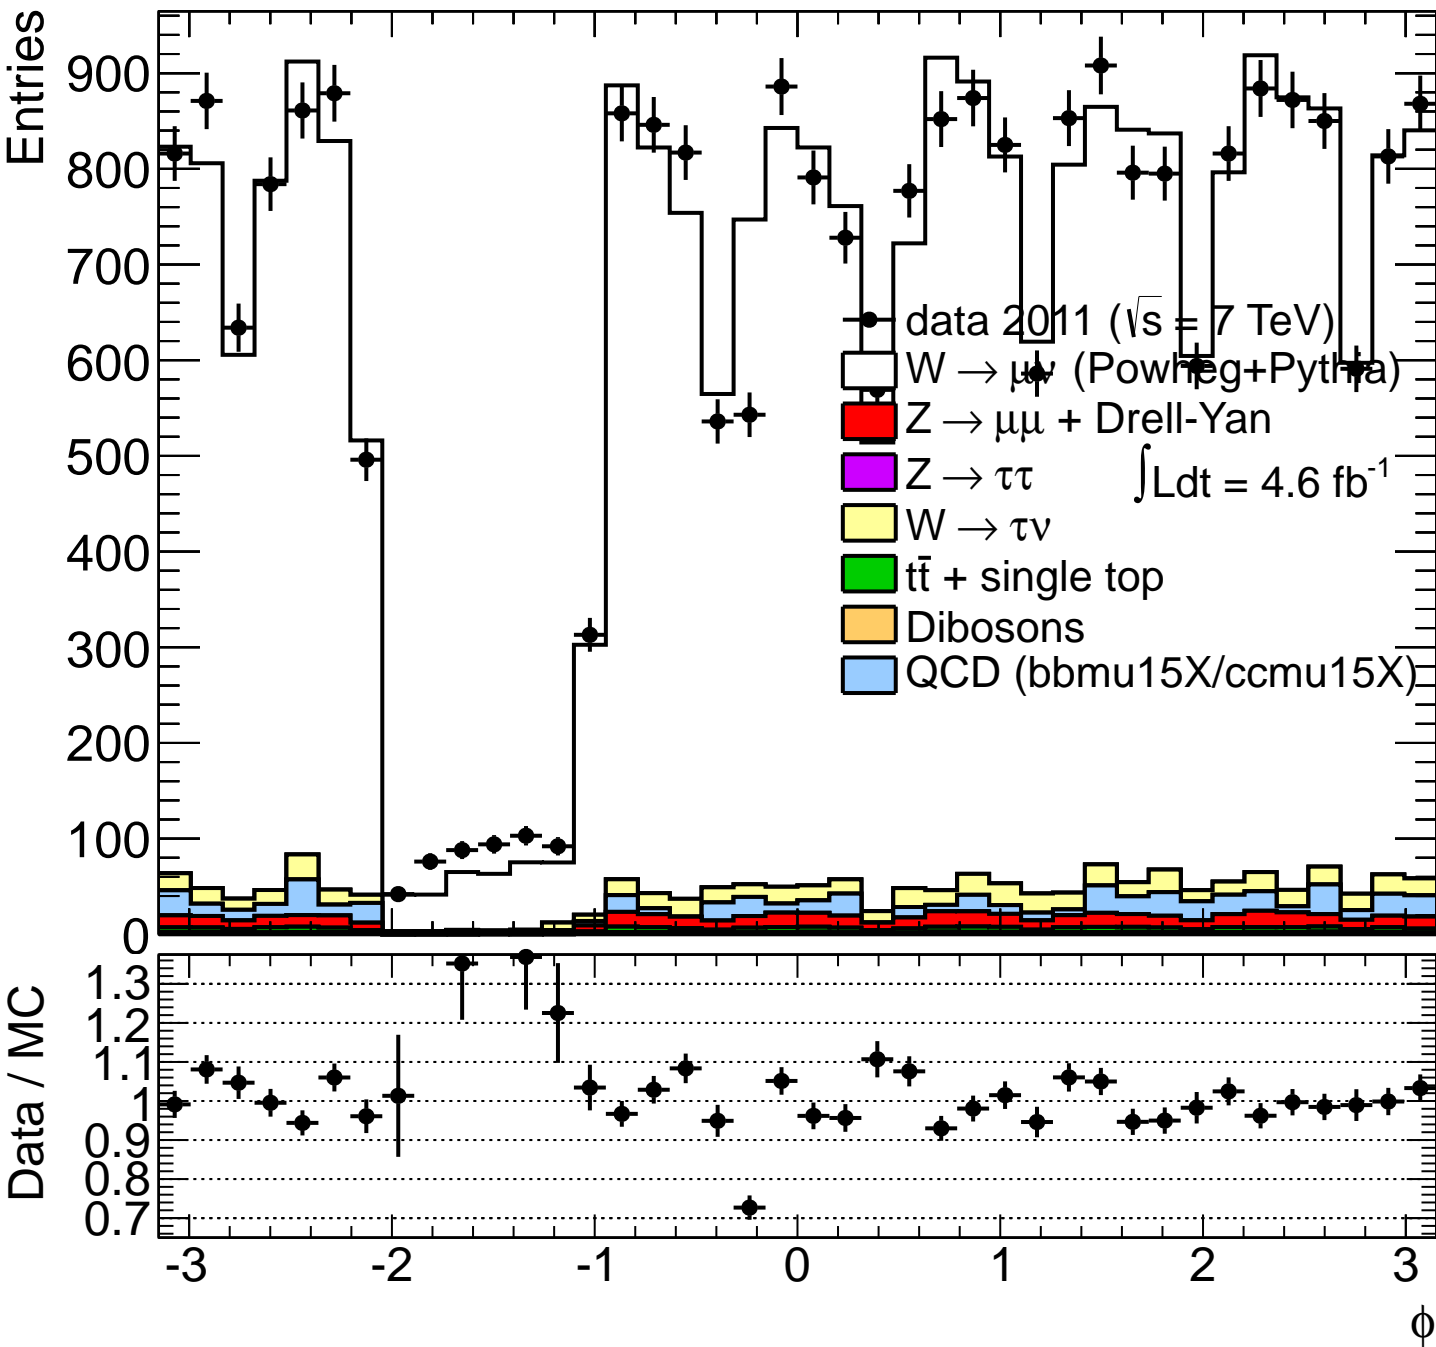 Entries
900
800
700
600
500
400
300
200
100
0
data 2011 (√s = 7 TeV)
W → μν (Powheg+Pythia)
Z → μμ + Drell-Yan
Z → ττ
∫Ldt = 4.6 fb⁻¹
W → τν
tt̄ + single top
Dibosons
QCD (bbmu15X/ccmu15X)
Data / MC
1.3
1.2
1.1
1
0.9
0.8
0.7
-3 -2 -1 0 1 2 3
ϕ